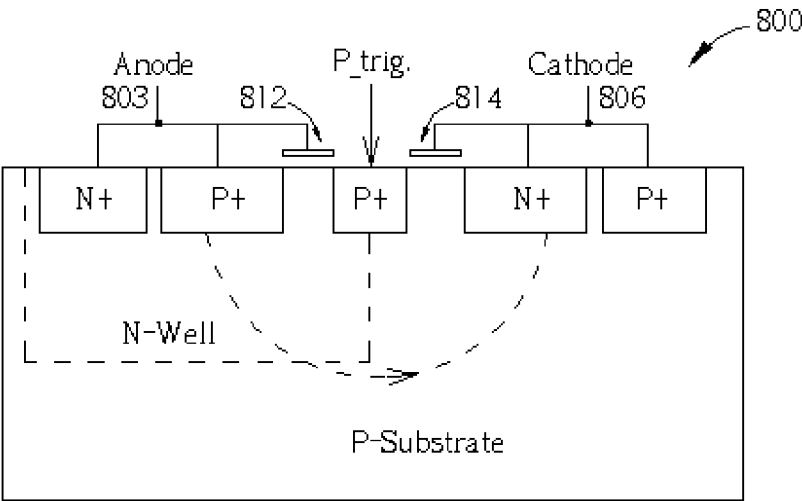 800
Anode P_trig. Cathode
803 812 814 806
N+ P+ P+ N+ P+
N-Well
P-Substrate